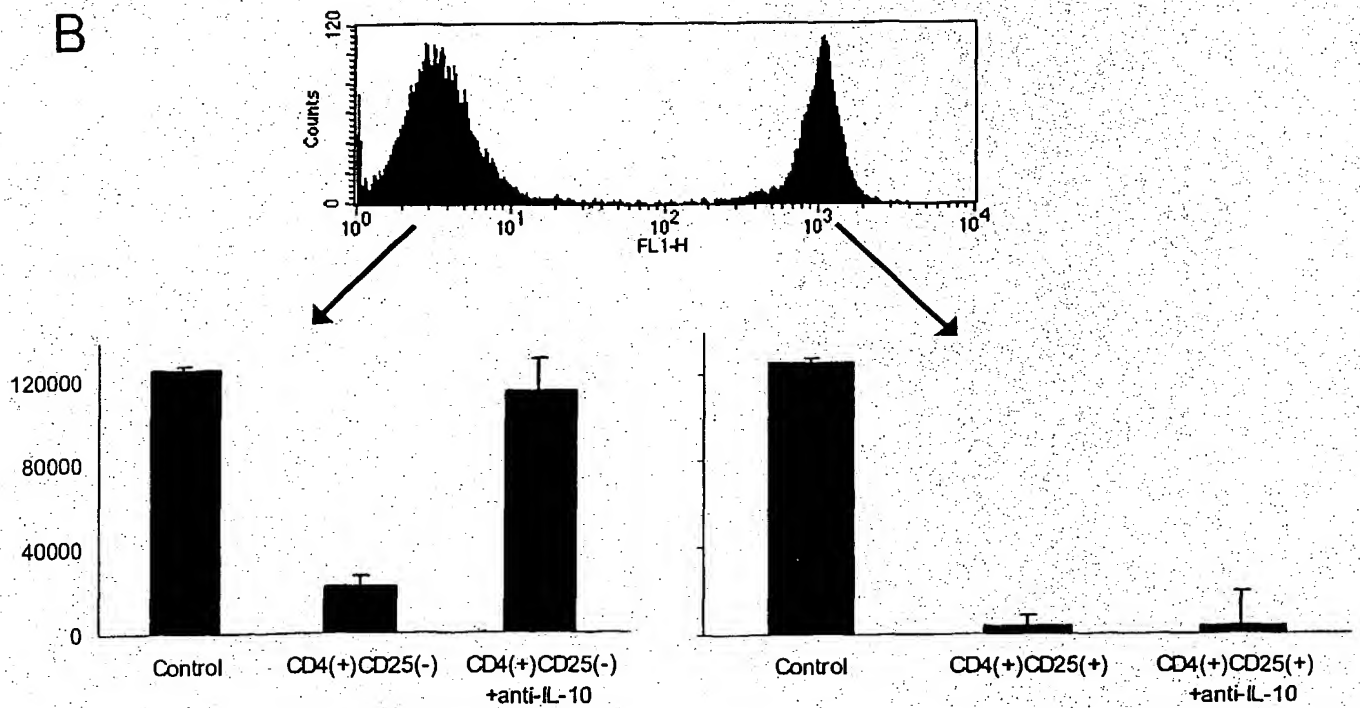 B
120
Counts
0
10^0 10^1 10^2 10^3 10^4
FL1-H
120000
80000
40000
0
Control CD4(+)CD25(-) CD4(+)CD25(-)
+anti-IL-10
Control CD4(+)CD25(+) CD4(+)CD25(+)
+anti-IL-10